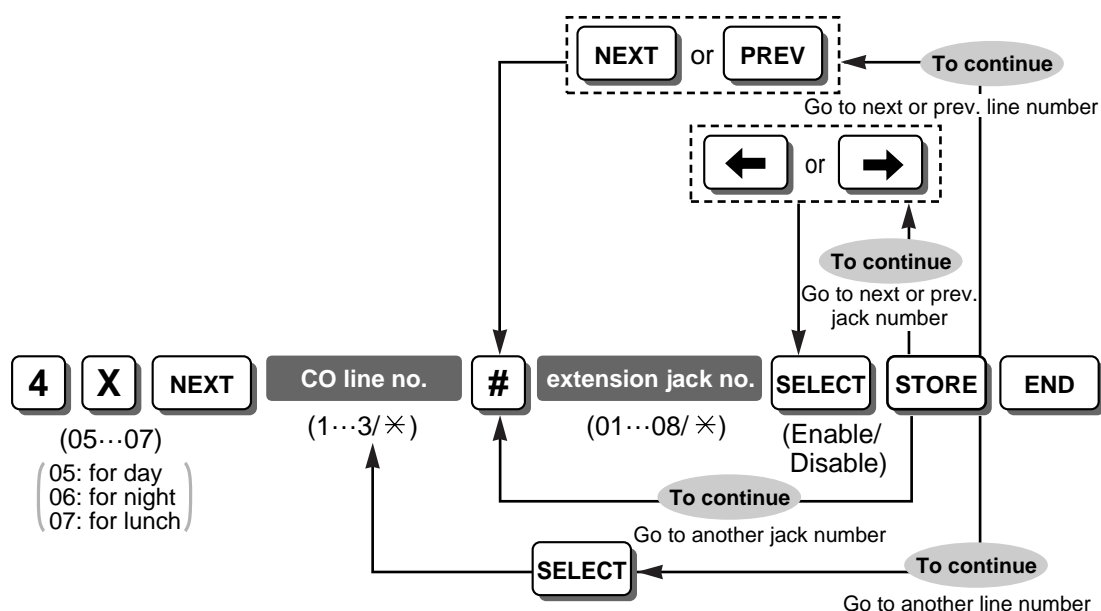 NEXT or PREV
To continue
Go to next or prev. line number
← or →
To continue
Go to next or prev.
jack number
4 X NEXT CO line no. # extension jack no. SELECT STORE END
(05···07)
(1···3/✳)
(01···08/ ✳)
(Enable/
Disable)
05: for day
06: for night
07: for lunch
To continue
Go to another jack number
SELECT
To continue
Go to another line number